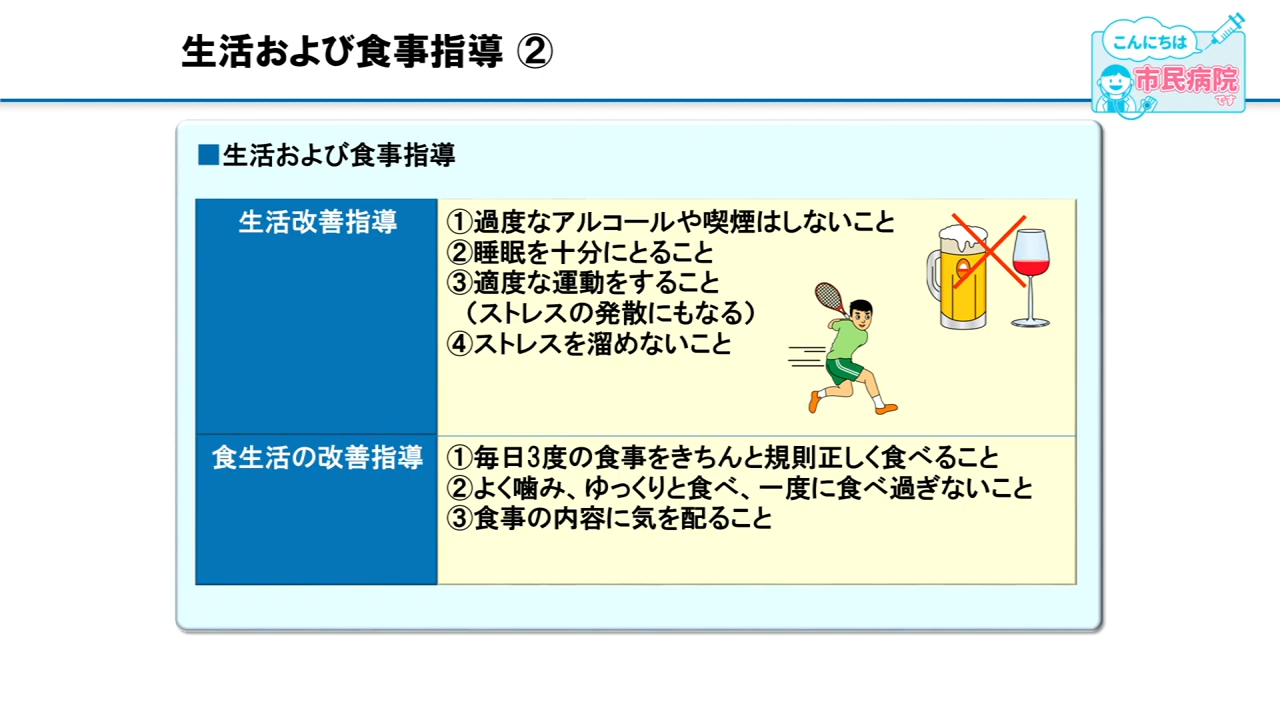 生活および食事指導 ②
こんにちは
市民病院
です
■生活および食事指導
生活改善指導
①過度なアルコールや喫煙はしないこと
②睡眠を十分にとること
③適度な運動をすること
（ストレスの発散にもなる）
④ストレスを溜めないこと
食生活の改善指導
①毎日3度の食事をきちんと規則正しく食べること
②よく噛み、ゆっくりと食べ、一度に食べ過ぎないこと
③食事の内容に気を配ること